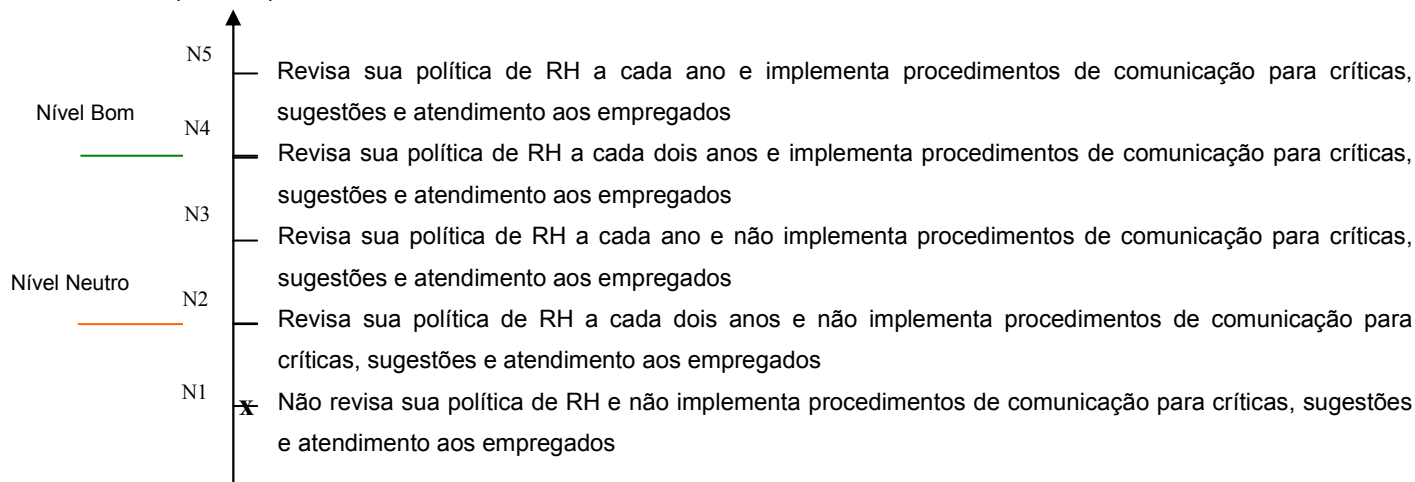 N5
Revisa sua política de RH a cada ano e implementa procedimentos de comunicação para críticas,
sugestões e atendimento aos empregados
Nível Bom
N4
Revisa sua política de RH a cada dois anos e implementa procedimentos de comunicação para críticas,
sugestões e atendimento aos empregados
N3
Revisa sua política de RH a cada ano e não implementa procedimentos de comunicação para críticas,
sugestões e atendimento aos empregados
Nível Neutro
N2
Revisa sua política de RH a cada dois anos e não implementa procedimentos de comunicação para
críticas, sugestões e atendimento aos empregados
N1
x Não revisa sua política de RH e não implementa procedimentos de comunicação para críticas, sugestões
e atendimento aos empregados